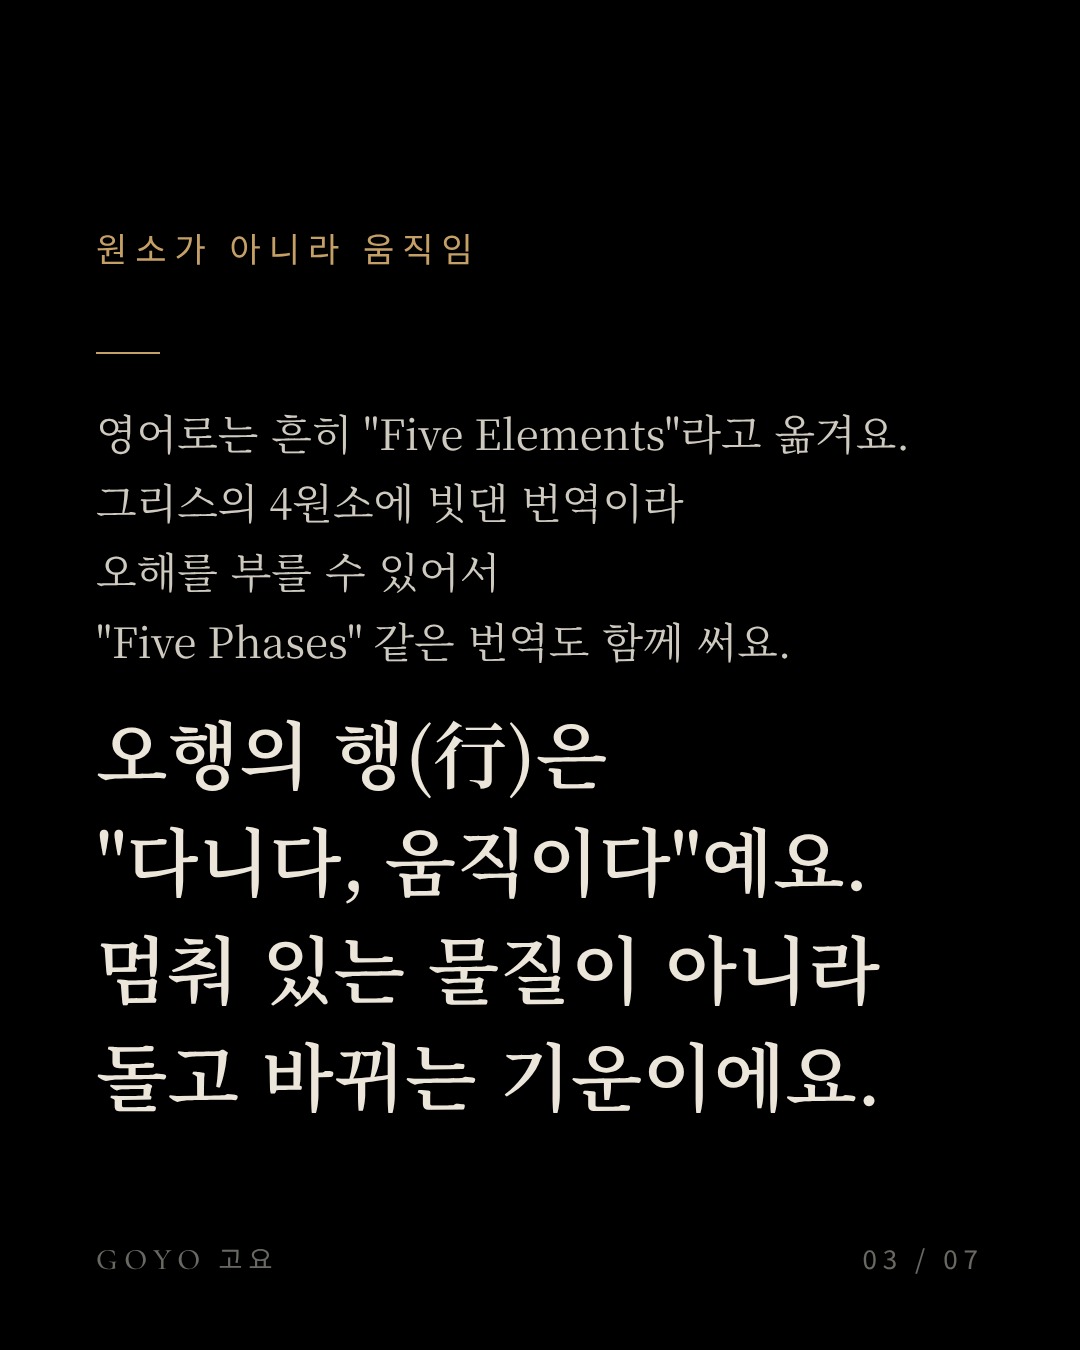 원소가 아니라 움직임
영어로는 흔히 "Five Elements"라고 옮겨요.
그리스의 4원소에 빗댄 번역이라
오해를 부를 수 있어서
"Five Phases" 같은 번역도 함께 써요.
오행의 행(行)은
"다니다, 움직이다"예요.
멈춰 있는 물질이 아니라
돌고 바뀌는 기운이에요.
GOYO 고요
03 / 07